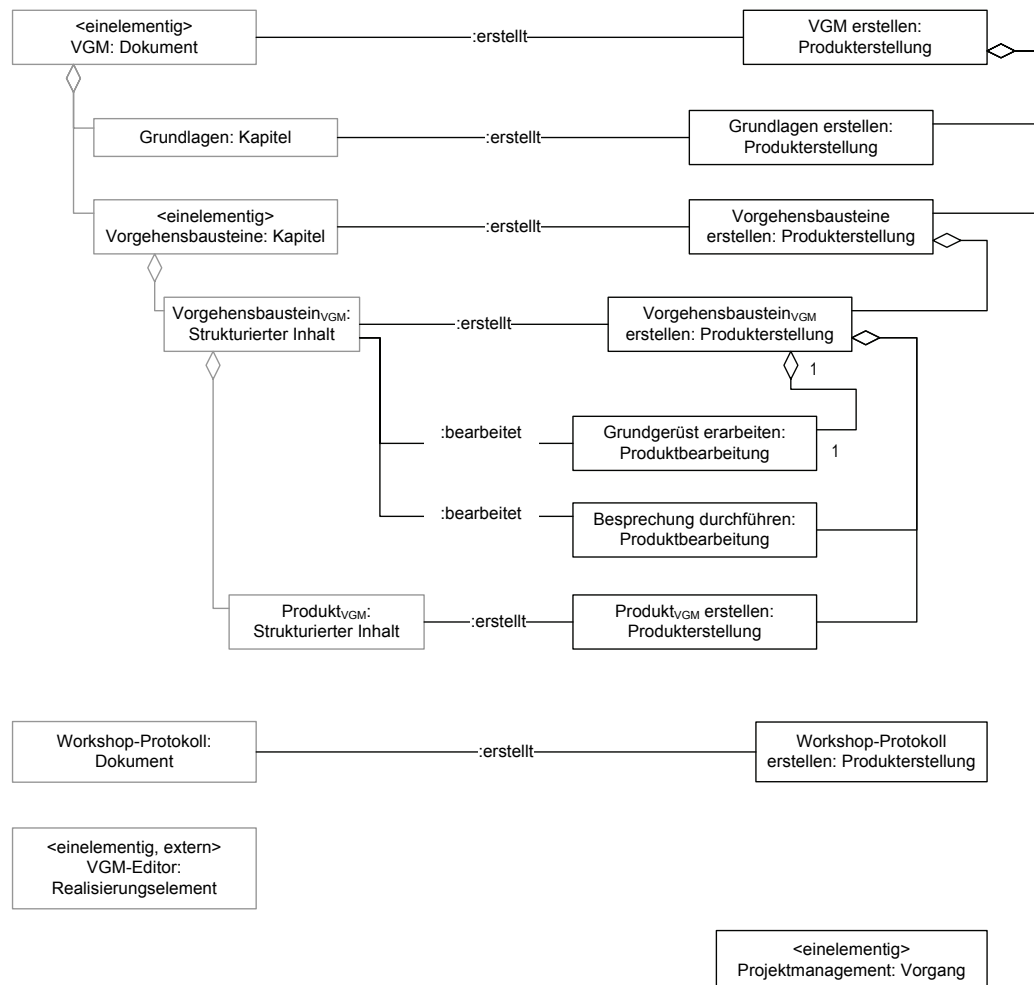 <einelementig>
VGM: Dokument
:erstellt
VGM erstellen:
Produkterstellung
Grundlagen: Kapitel
:erstellt
Grundlagen erstellen:
Produkterstellung
<einelementig>
Vorgehensbausteine: Kapitel
:erstellt
Vorgehensbausteine
erstellen: Produkterstellung
VorgehensbausteinVGM:
Strukturierter Inhalt
:erstellt
VorgehensbausteinVGM
erstellen: Produkterstellung
1
:bearbeitet
Grundgerüst erarbeiten:
Produktbearbeitung
1
:bearbeitet
Besprechung durchführen:
Produktbearbeitung
ProduktVGM:
Strukturierter Inhalt
:erstellt
ProduktVGM erstellen:
Produkterstellung
Workshop-Protokoll:
Dokument
:erstellt
Workshop-Protokoll
erstellen: Produkterstellung
<einelementig, extern>
VGM-Editor:
Realisierungselement
<einelementig>
Projektmanagement: Vorgang